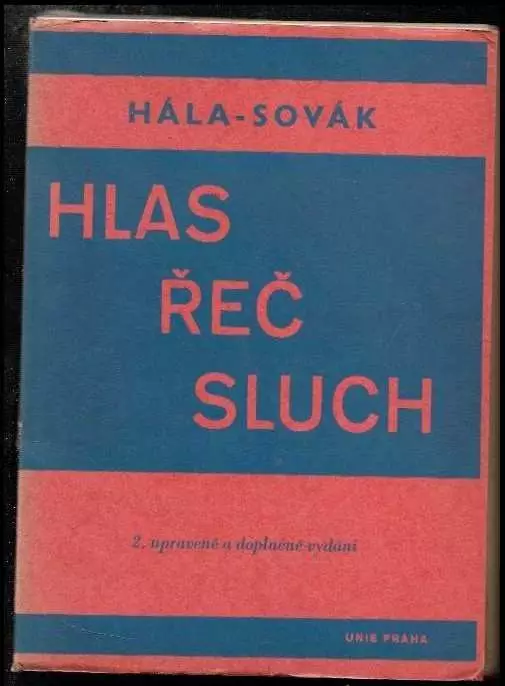 HÁLA-SOVÁK
HLAS
ŘEČ
SLUCH
2. upravené a doplněné vydání
UNIE PRAHA